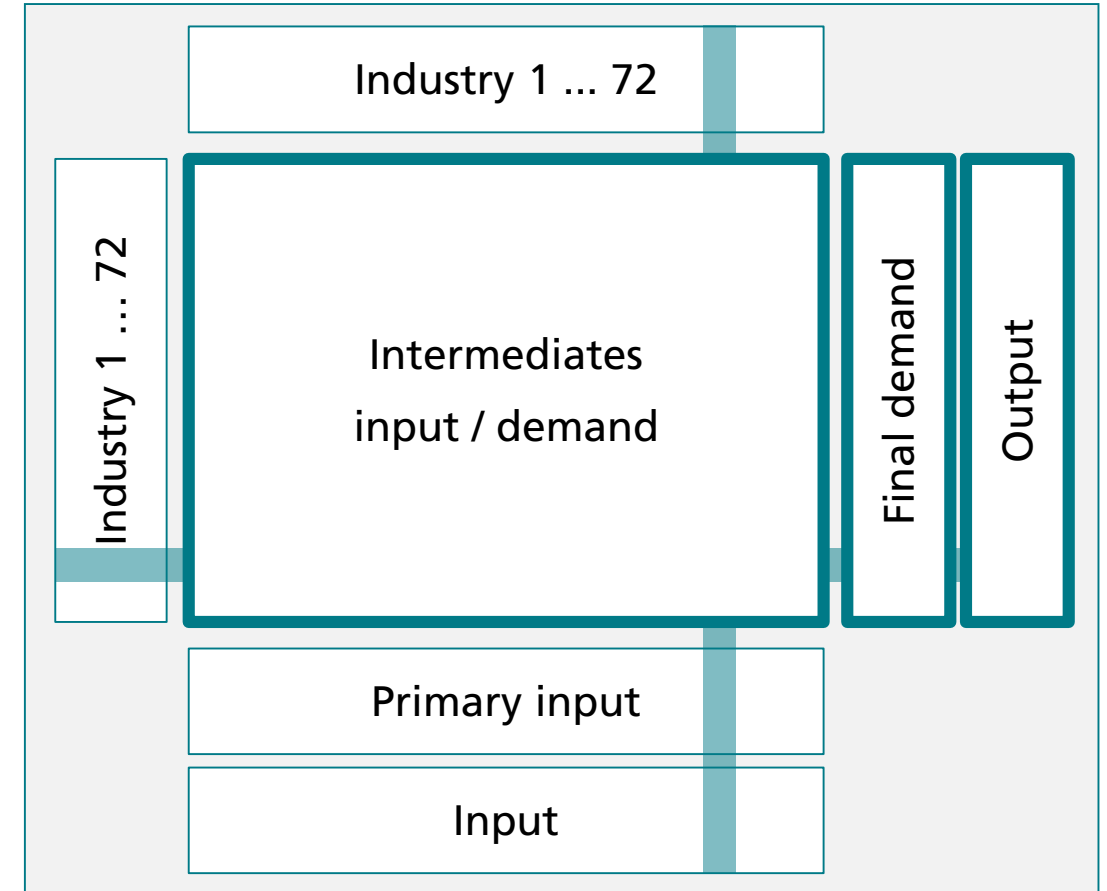 Industry 1 ... 72
Industry 1 … 72
Intermediates
input / demand
Final demand
Output
Primary input
Input